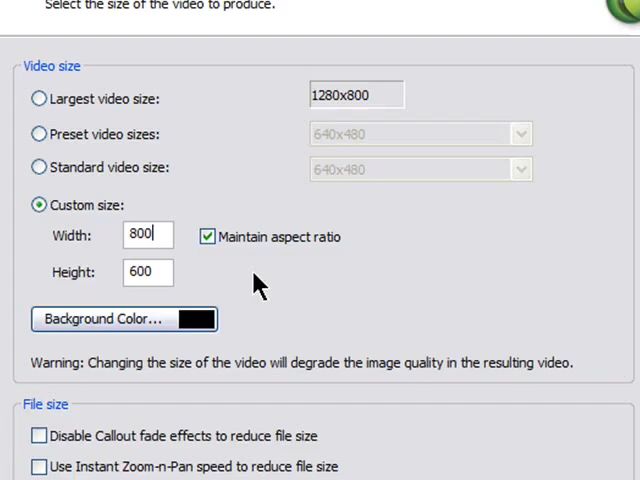 Select the size of the video to produce.
Video size
Largest video size: 1280x800
Preset video sizes: 640x480
Standard video size: 640x480
Custom size:
Width: 800 Maintain aspect ratio
Height: 600
Background Color...
Warning: Changing the size of the video will degrade the image quality in the resulting video.
File size
Disable Callout fade effects to reduce file size
Use Instant Zoom-n-Pan speed to reduce file size